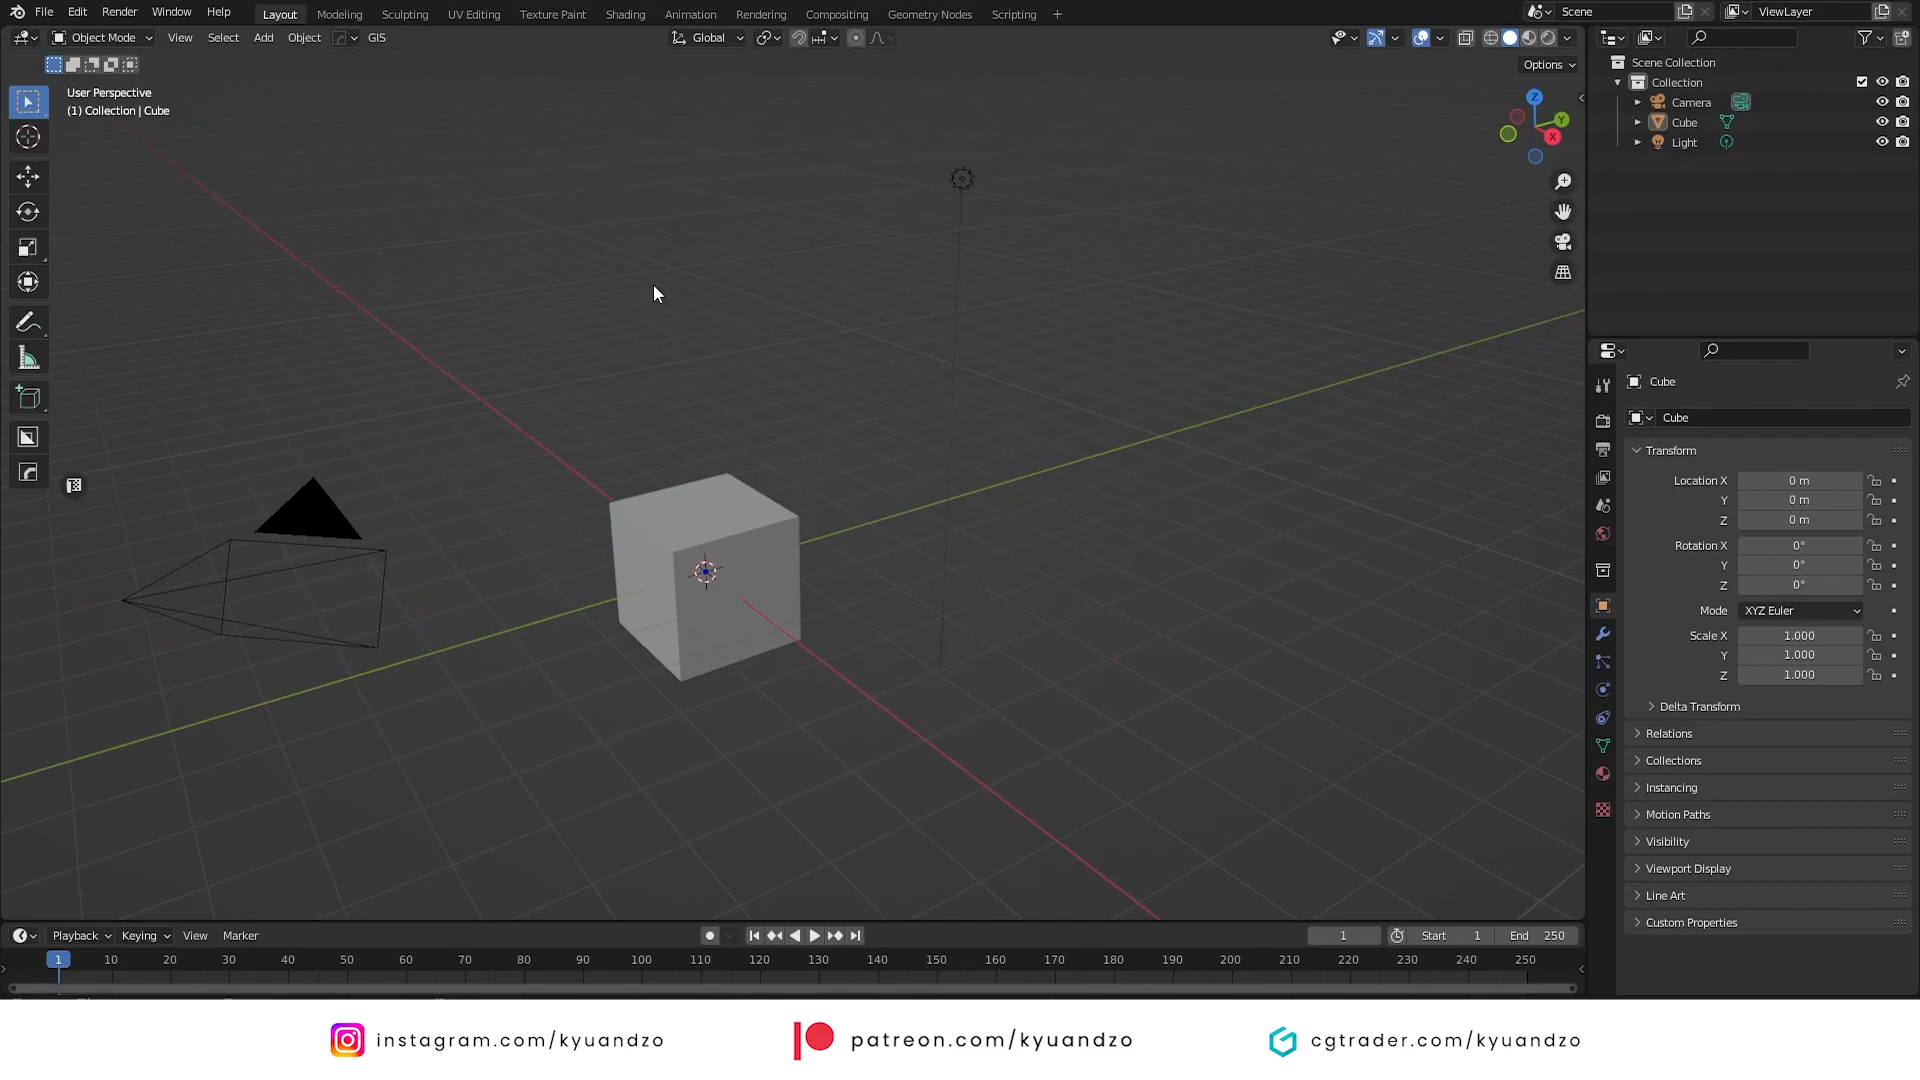 File Edit Render Window Help Layout Modeling Sculpting UV Editing Texture Paint Shading Animation Rendering Compositing Geometry Nodes Scripting + Scene ViewLayer
Object Mode View Select Add Object GIS Global
Options
User Perspective
(1) Collection | Cube
Z
Y
X
Scene Collection
Collection
Camera
Cube
Light
Cube
Cube
Transform
Location X 0 m
Y 0 m
Z 0 m
Rotation X 0°
Y 0°
Z 0°
Mode XYZ Euler
Scale X 1.000
Y 1.000
Z 1.000
Delta Transform
Relations
Collections
Instancing
Motion Paths
Visibility
Viewport Display
Line Art
Custom Properties
Playback Keying View Marker 1 Start 1 End 250
1 10 20 30 40 50 60 70 80 90 100 110 120 130 140 150 160 170 180 190 200 210 220 230 240 250
instagram.com/kyuandzo patreon.com/kyuandzo cgtrader.com/kyuandzo